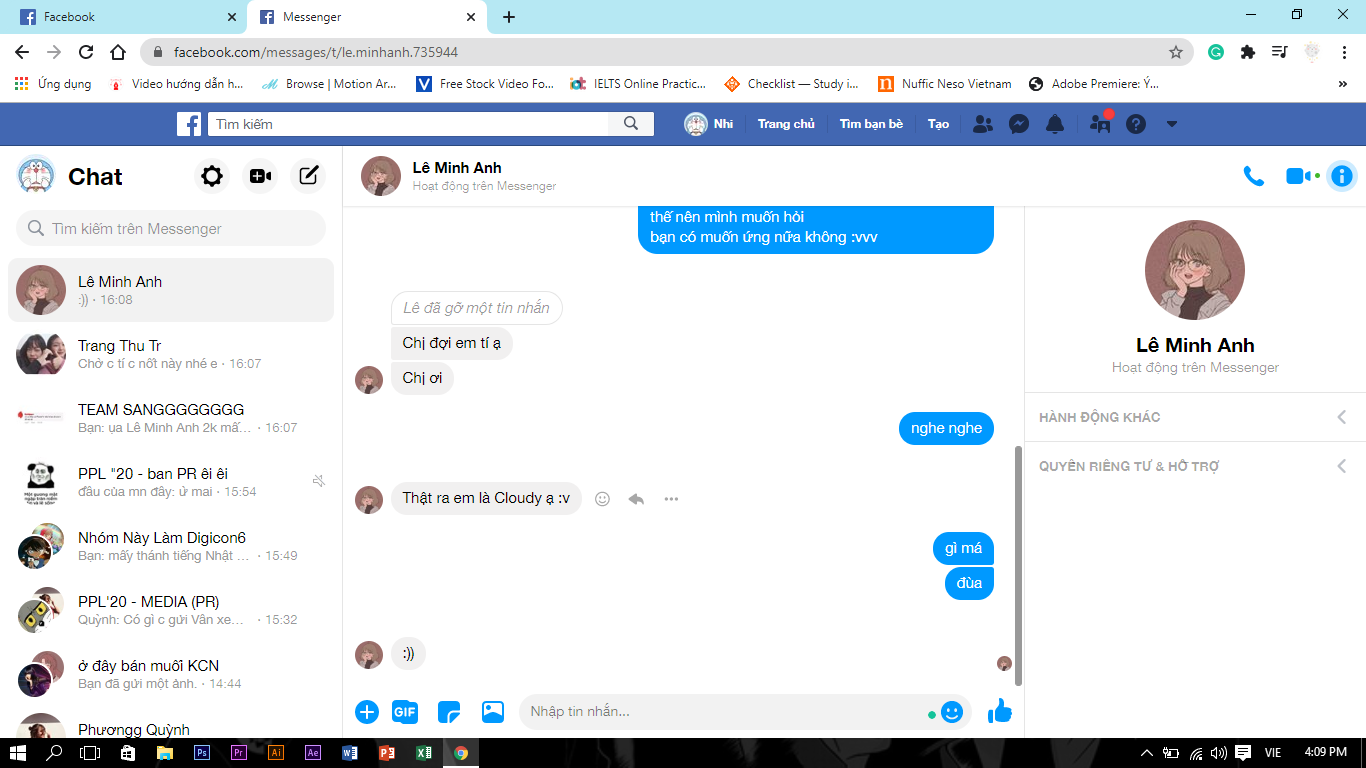 Facebook
Messenger
facebook.com/messages/t/le.minhanh.735944
Ứng dụng
Video hướng dẫn h...
Browse | Motion Ar...
Free Stock Video Fo...
IELTS Online Practic...
Checklist — Study i...
Nuffic Neso Vietnam
Adobe Premiere: Ý...
Tìm kiếm
Nhi
Trang chủ
Tìm bạn bè
Tạo
Chat
Tìm kiếm trên Messenger
Lê Minh Anh
:)) · 16:08
Trang Thu Tr
Chờ c tí c nốt này nhé e · 16:07
TEAM SANGGGGGGGG
Bạn: ụa Lê Minh Anh 2k mấ... · 16:07
PPL "20 - ban PR êi êi
đâu của mn đây: ử mai · 15:54
Nhóm Này Làm Digicon6
Bạn: mấy thánh tiếng Nhật ... · 15:49
PPL'20 - MEDIA (PR)
Quỳnh: Có gì c gửi Vân xe... · 15:32
ở đây bán muối KCN
Bạn đã gửi một ảnh. · 14:44
Phươngg Quỳnh
Lê Minh Anh
Hoạt động trên Messenger
thế nên mình muốn hỏi
bạn có muốn ứng nữa không :vvv
Lê đã gỡ một tin nhắn
Chị đợi em tí ạ
Chị ơi
nghe nghe
Thật ra em là Cloudy ạ :v
gì má
đùa
:))
GIF
Nhập tin nhắn...
Lê Minh Anh
Hoạt động trên Messenger
HÀNH ĐỘNG KHÁC
QUYỀN RIÊNG TƯ & HỖ TRỢ
Ps
Pr
Ai
Ae
VIE
4:09 PM